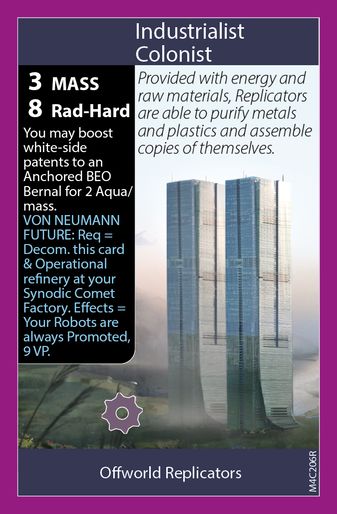 Industrialist
Colonist
3 MASS
8 Rad-Hard
Provided with energy and
raw materials, Replicators
are able to purify metals
and plastics and assemble
copies of themselves.
You may boost
white-side
patents to an
Anchored BEO
Bernal for 2 Aqua/
mass.
VON NEUMANN
FUTURE: Req =
Decom. this card
& Operational
refinery at your
Synodic Comet
Factory. Effects =
Your Robots are
always Promoted,
9 VP.
Offworld Replicators
M4C206R